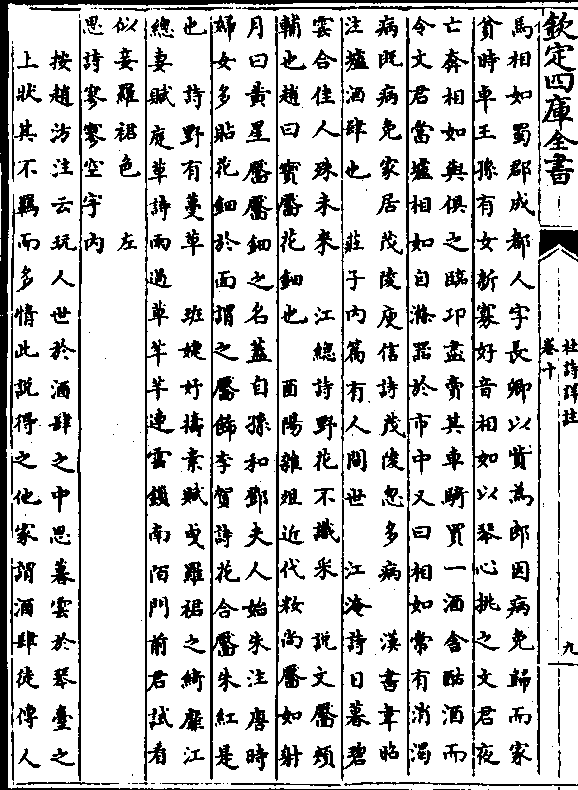 欽定四庫全書
杜詩詳註
卷十
九
馬相如蜀郡成都人字長卿以貲為郎因病免歸而家
貧時卓王孫有女新寡好音相如以琴心挑之文君夜
亡奔相如與俱之臨邛盡賣其車騎買一酒舍酤酒而
令文君當壚相如自滌器於市中又曰相如常有消渴
病既病免家居茂陵庾信詩茂陵忽多病　漢書韋昭
注壚酒肆也　莊子内篇有人間世　江淹詩日暮碧
雲合佳人殊未來　江總詩野花不識采　説文靨頰
輔也趙曰寳靨花鈿也　酉陽雜俎近代粧尚靨如射
月曰黄星靨靨鈿之名蓋自孫和鄧夫人始朱注唐時
婦女多貼花鈿於面謂之靨飾李賀詩花合靨朱紅是
也　詩野有蔓草　班婕妤擣素賦曳羅裙之綺靡江
總妻賦庭草詩雨過草芊芊連雲鎖南陌門前君試看
似妾羅裙色　左
思詩寥寥空宇内
按趙汸注云玩人世於酒肆之中思暮雲於琴臺之
上狀其不羈而多情此説得之他家謂酒肆徒傳人